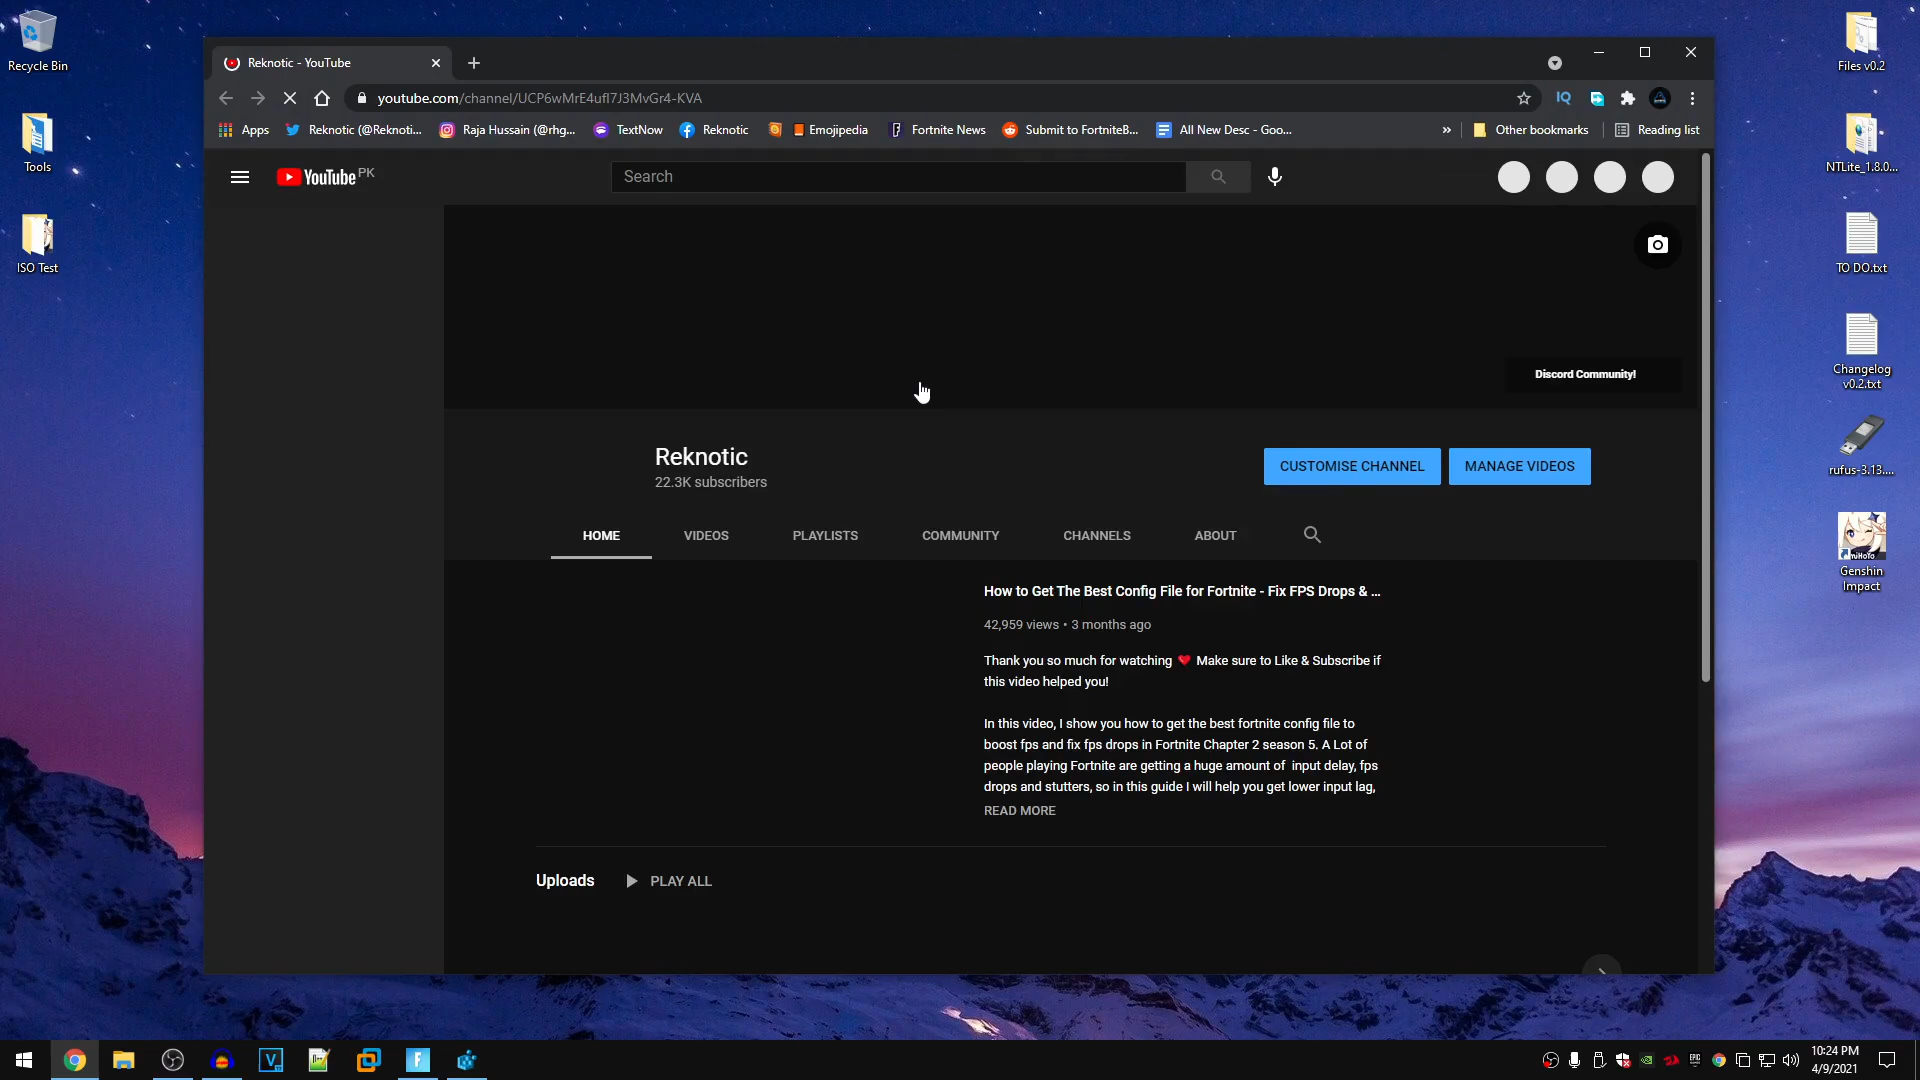 Recycle Bin
Tools
ISO Test
Reknotic - YouTube
youtube.com/channel/UCP6wMrE4ufI7J3MvGr4-KVA
Apps
Reknotic (@Reknoti...
Raja Hussain (@rhg...
TextNow
Reknotic
Emojipedia
Fortnite News
Submit to FortniteB...
All New Desc - Goo...
»
Other bookmarks
Reading list
YouTube PK
Search
Discord Community!
Reknotic
22.3K subscribers
CUSTOMISE CHANNEL
MANAGE VIDEOS
HOME
VIDEOS
PLAYLISTS
COMMUNITY
CHANNELS
ABOUT
How to Get The Best Config File for Fortnite - Fix FPS Drops & ...
42,959 views • 3 months ago
Thank you so much for watching ❤ Make sure to Like & Subscribe if
this video helped you!
In this video, I show you how to get the best fortnite config file to
boost fps and fix fps drops in Fortnite Chapter 2 season 5. A Lot of
people playing Fortnite are getting a huge amount of input delay, fps
drops and stutters, so in this guide I will help you get lower input lag,
READ MORE
Uploads
PLAY ALL
Files v0.2
NTLite_1.8.0...
TO DO.txt
Changelog
v0.2.txt
rufus-3.13....
Genshin
Impact
10:24 PM
4/9/2021